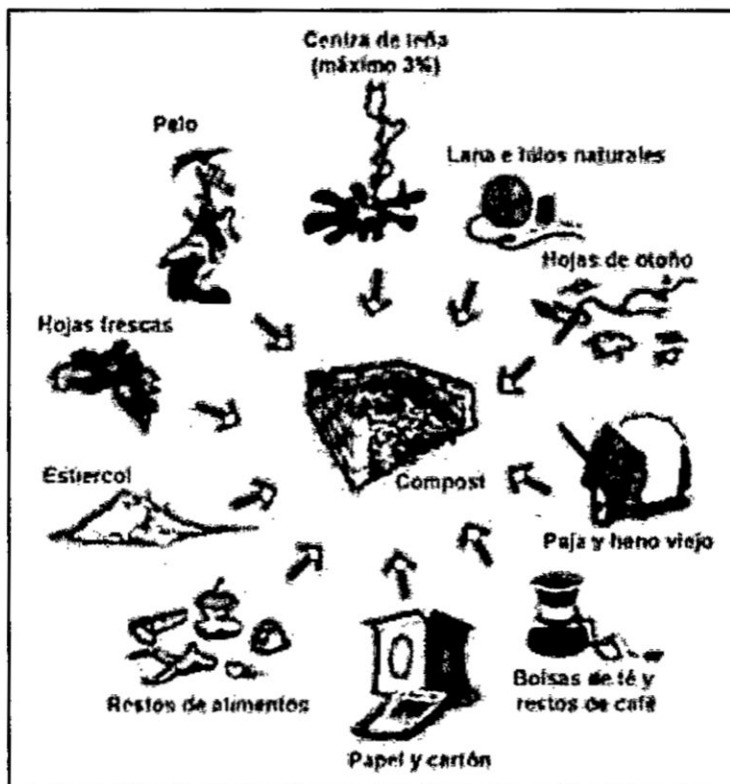 Ceniza de leña
(máximo 3%)
Pelo
Lana e hilos naturales
Hojas de otoño
Hojas frescas
Estiercol
Compost
Paja y heno viejo
Restos de alimentos
Bolsas de té y
restos de café
Papel y cartón